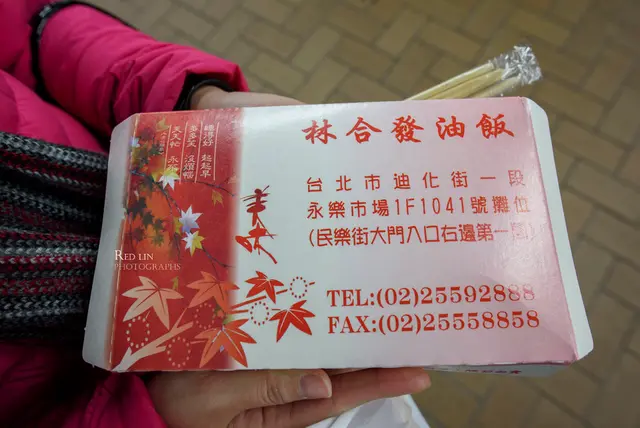 林合發油飯
台北市迪化街一段
永樂市場1F1041號攤位
(民樂街大門入口右邊第一間)
TEL:(02)25592888
FAX:(02)25558858
RED LIN
PHOTOGRAPHS